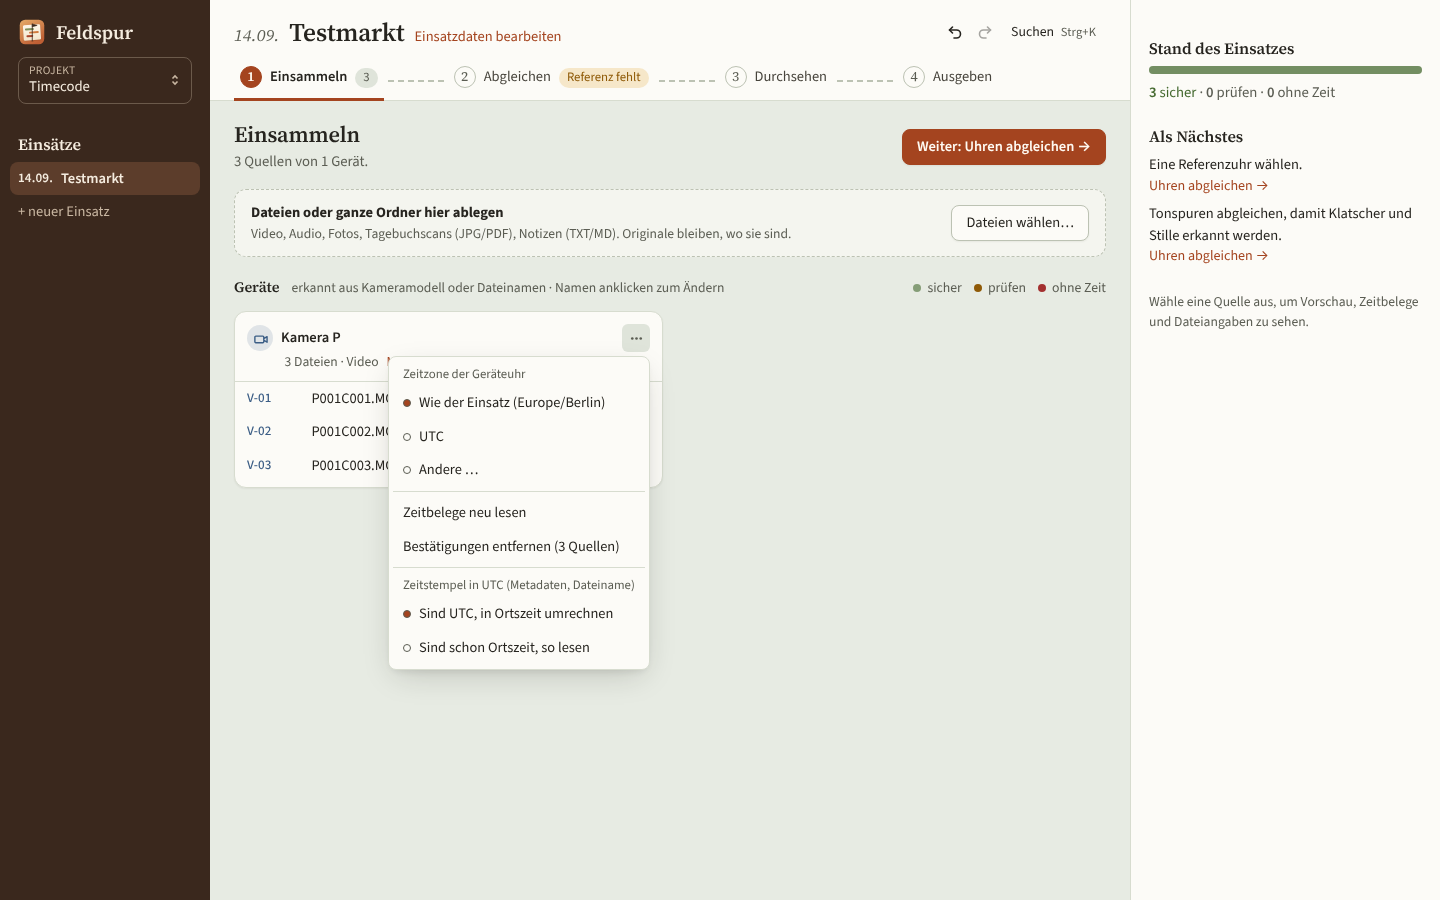 Feldspur
PROJEKT
Timecode
Einsätze
14.09. Testmarkt
+ neuer Einsatz
14.09. Testmarkt Einsatzdaten bearbeiten
Suchen Strg+K
1 Einsammeln 3
2 Abgleichen Referenz fehlt
3 Durchsehen
4 Ausgeben
Einsammeln
3 Quellen von 1 Gerät.
Weiter: Uhren abgleichen →
Dateien oder ganze Ordner hier ablegen
Video, Audio, Fotos, Tagebuchscans (JPG/PDF), Notizen (TXT/MD). Originale bleiben, wo sie sind.
Dateien wählen…
Geräte erkannt aus Kameramodell oder Dateinamen · Namen anklicken zum Ändern
sicher prüfen ohne Zeit
Kamera P
3 Dateien · Video
V-01 P001C001.M
V-02 P001C002.M
V-03 P001C003.M
Zeitzone der Geräteuhr
Wie der Einsatz (Europe/Berlin)
UTC
Andere …
Zeitbelege neu lesen
Bestätigungen entfernen (3 Quellen)
Zeitstempel in UTC (Metadaten, Dateiname)
Sind UTC, in Ortszeit umrechnen
Sind schon Ortszeit, so lesen
Stand des Einsatzes
3 sicher · 0 prüfen · 0 ohne Zeit
Als Nächstes
Eine Referenzuhr wählen.
Uhren abgleichen →
Tonspuren abgleichen, damit Klatscher und
Stille erkannt werden.
Uhren abgleichen →
Wähle eine Quelle aus, um Vorschau, Zeitbelege
und Dateiangaben zu sehen.